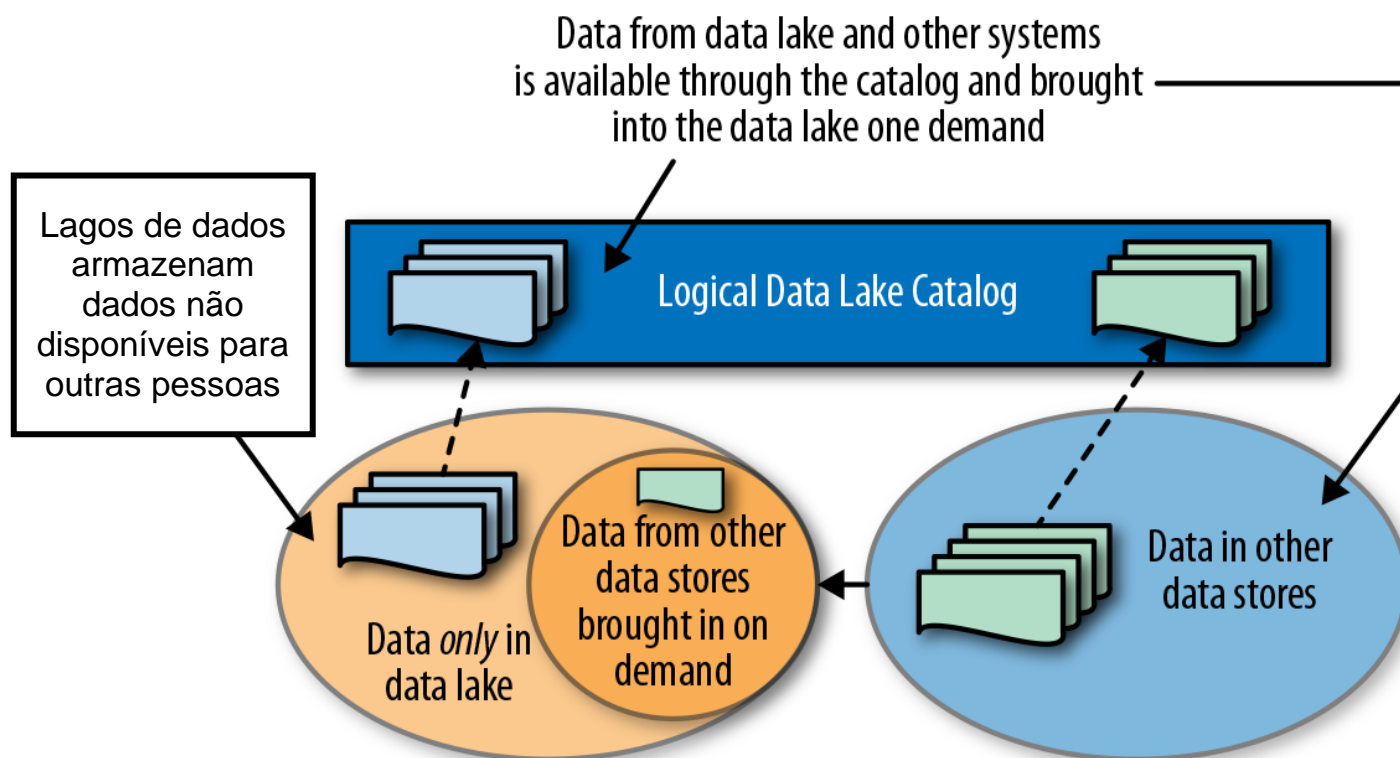 Data from data lake and other systems
is available through the catalog and brought
into the data lake one demand
Lagos de dados
armazenam
dados não
disponíveis para
outras pessoas
Logical Data Lake Catalog
Data from other
data stores
brought in on
demand
Data only in
data lake
Data in other
data stores